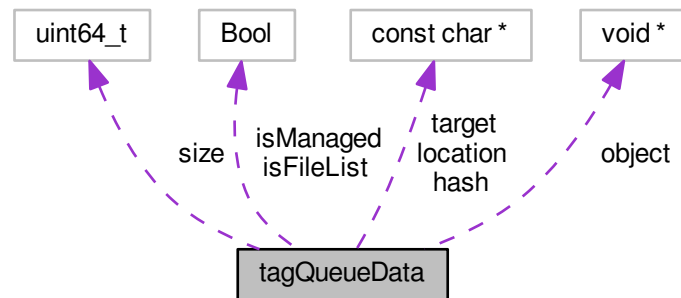 uint64_t
Bool
const char *
void *
size
isManaged
isFileList
target
location
hash
object
tagQueueData